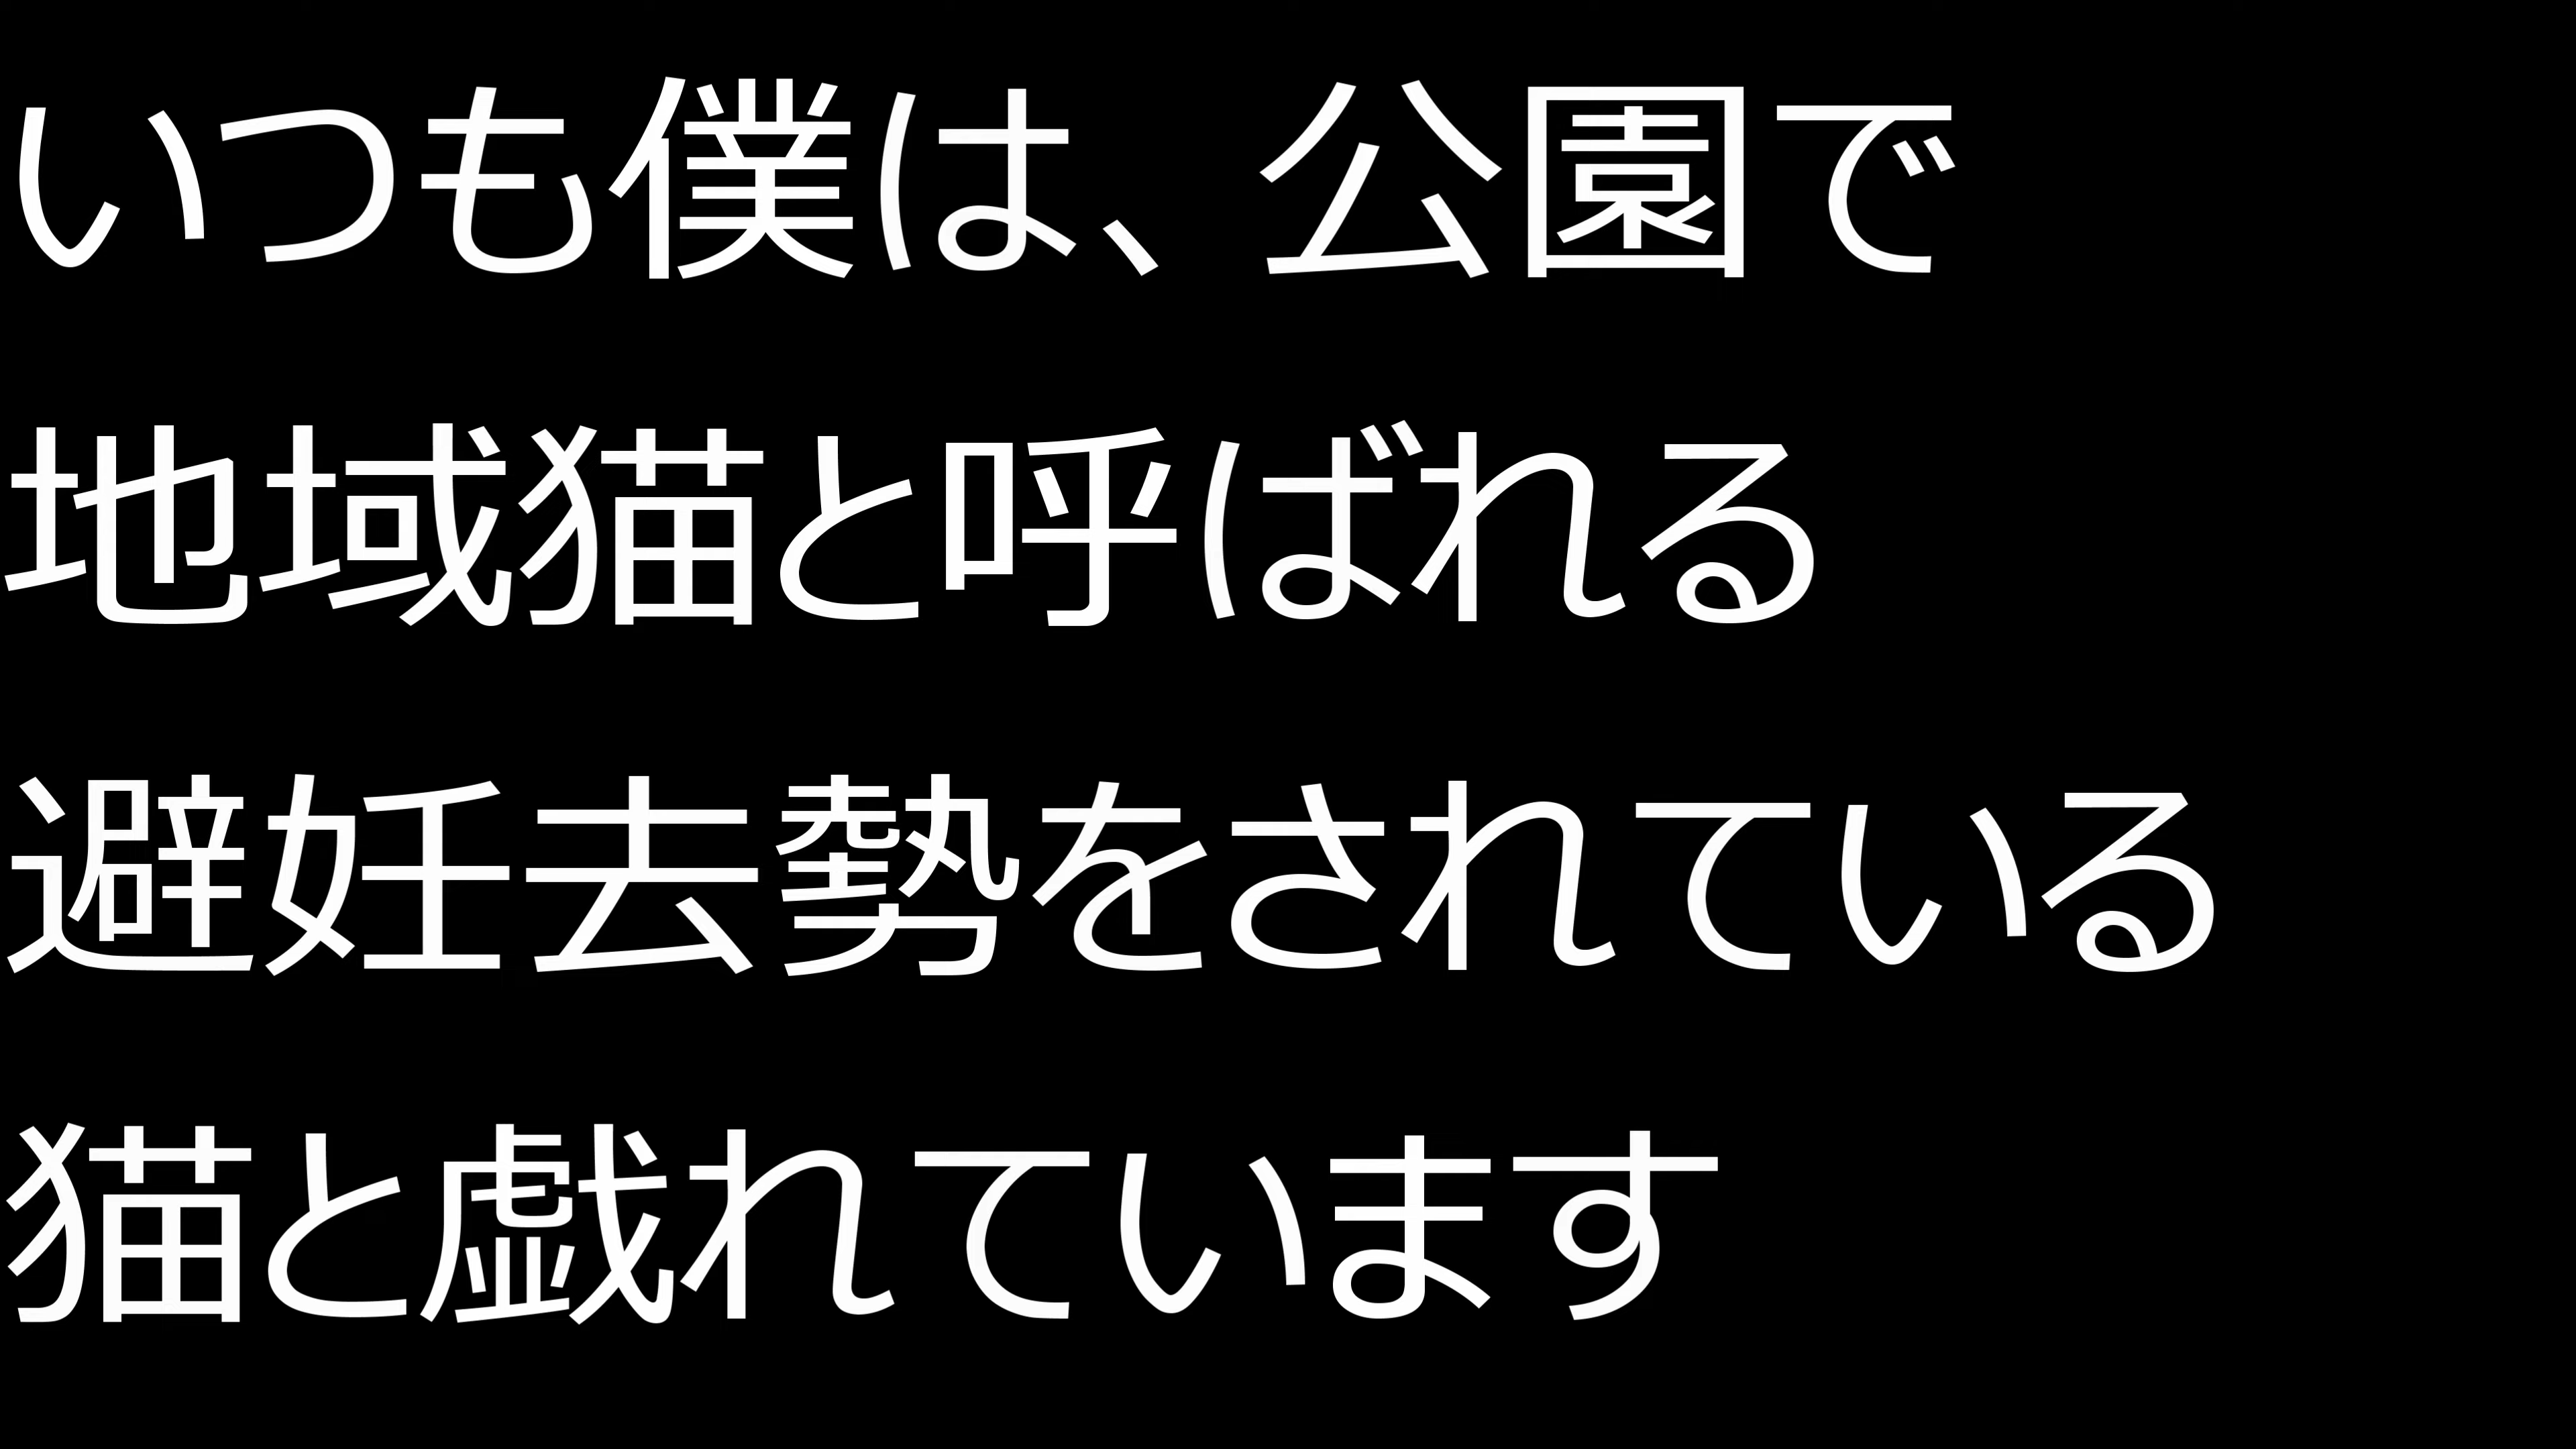 いつも僕は、公園で
地域猫と呼ばれる
避妊去勢をされている
猫と戯れています